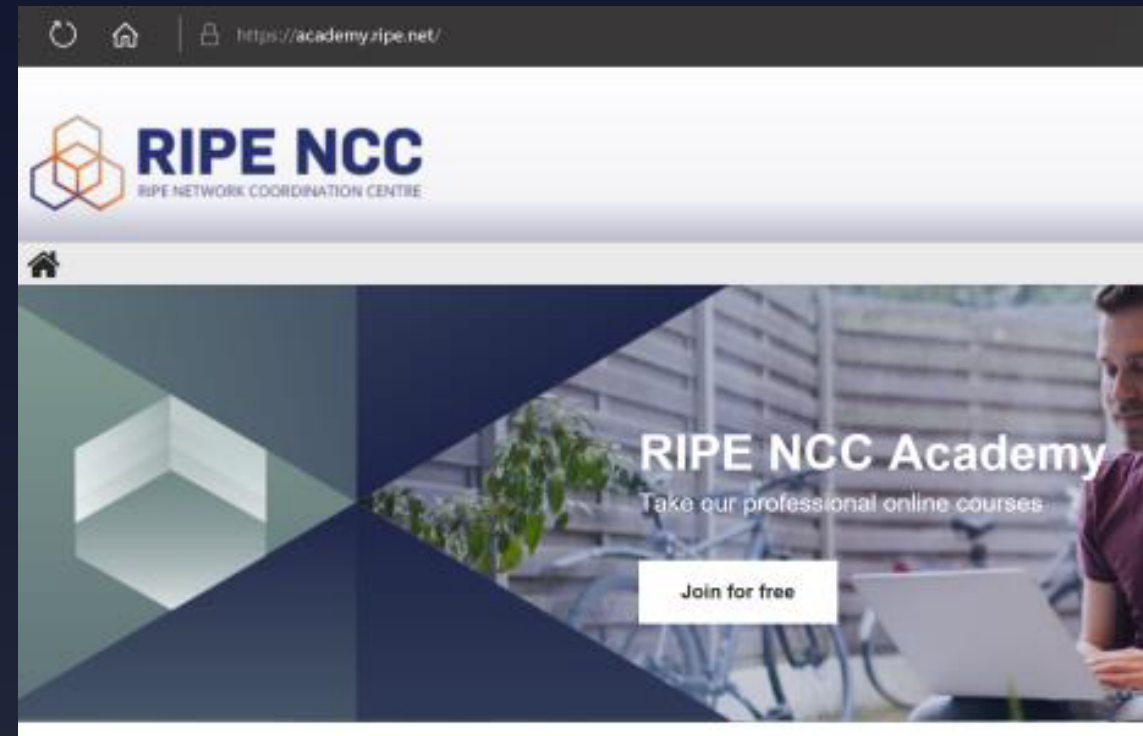 https://academy.ripe.net/
RIPE NCC
RIPE NETWORK COORDINATION CENTRE
RIPE NCC Academy
Take our professional online courses
Join for free